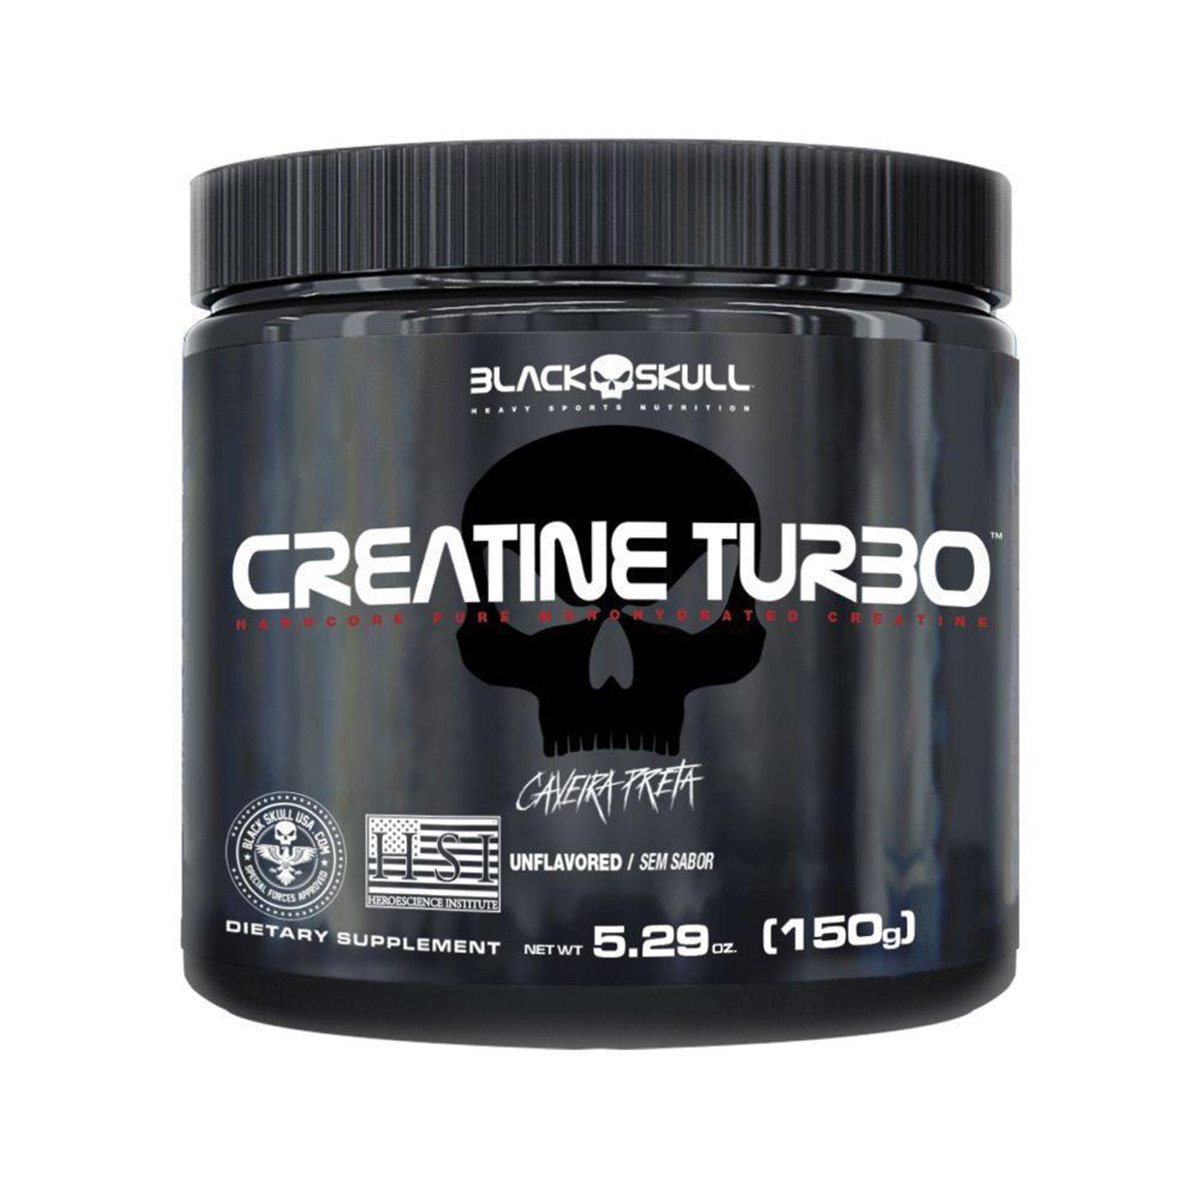 BLACK SKULL™
HEAVY SPORTS NUTRITION
CREATINE TURBO™
HARDCORE PURE MONOHYDRATED CREATINE
CAVEIRA PRETA
BLACK SKULL USA.COM
SPECIAL FORCES APPROVED
HSI
HEROESCIENCE INSTITUTE
UNFLAVORED / SEM SABOR
DIETARY SUPPLEMENT
NET WT 5.29 OZ. (150g)